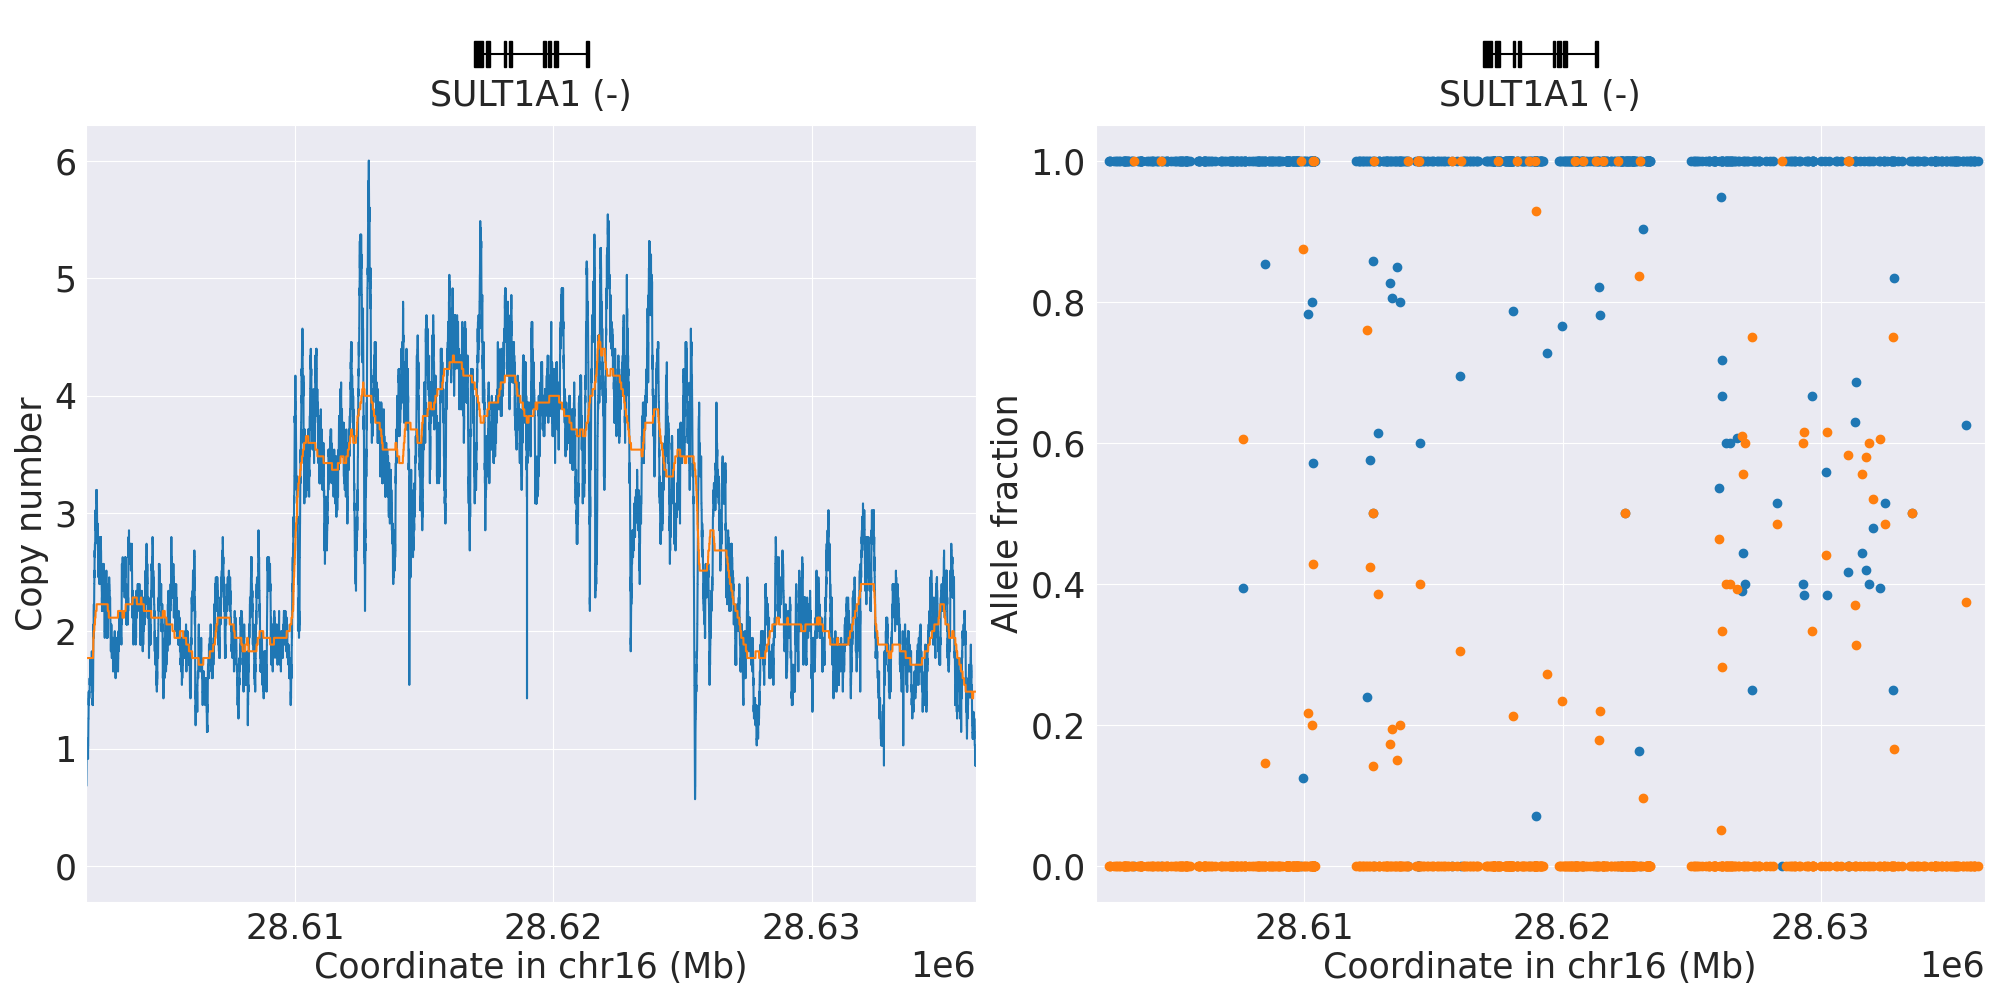 SULT1A1 (-)
Copy number
6
5
4
3
2
1
0
28.61 28.62 28.63
Coordinate in chr16 (Mb)
1e6
SULT1A1 (-)
Allele fraction
1.0
0.8
0.6
0.4
0.2
0.0
28.61 28.62 28.63
Coordinate in chr16 (Mb)
1e6